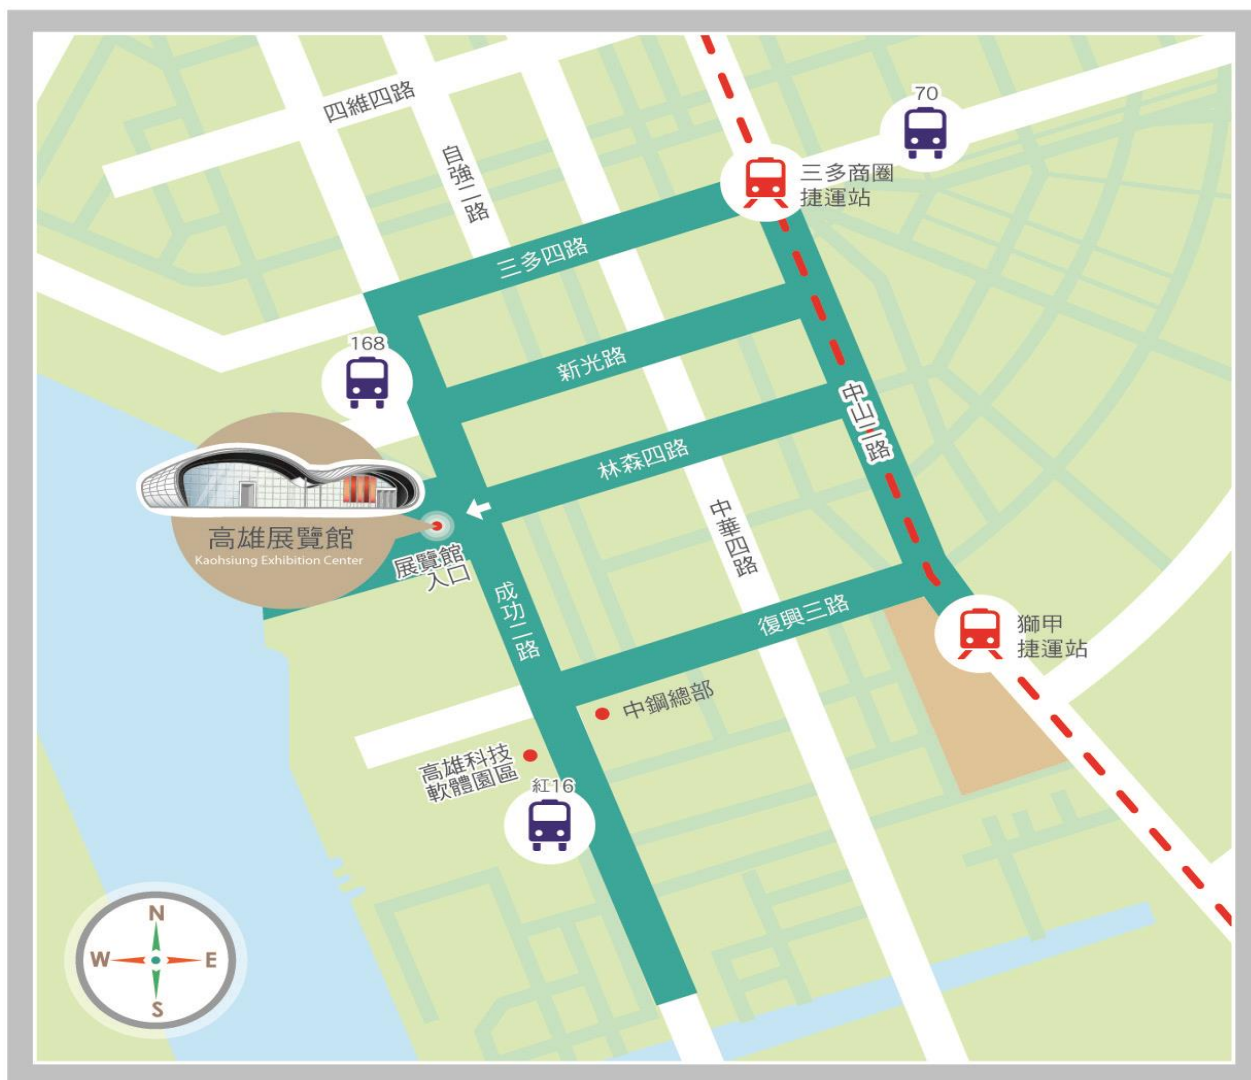 70
四維四路
自強二路
三多商圈
捷運站
三多四路
168
新光路
中山二路
林森四路
中華四路
高雄展覽館
Kaohsiung Exhibition Center
展覽館
入口
成功二路
復興三路
獅甲
捷運站
中鋼總部
高雄科技
軟體園區
紅16
N
W
E
S